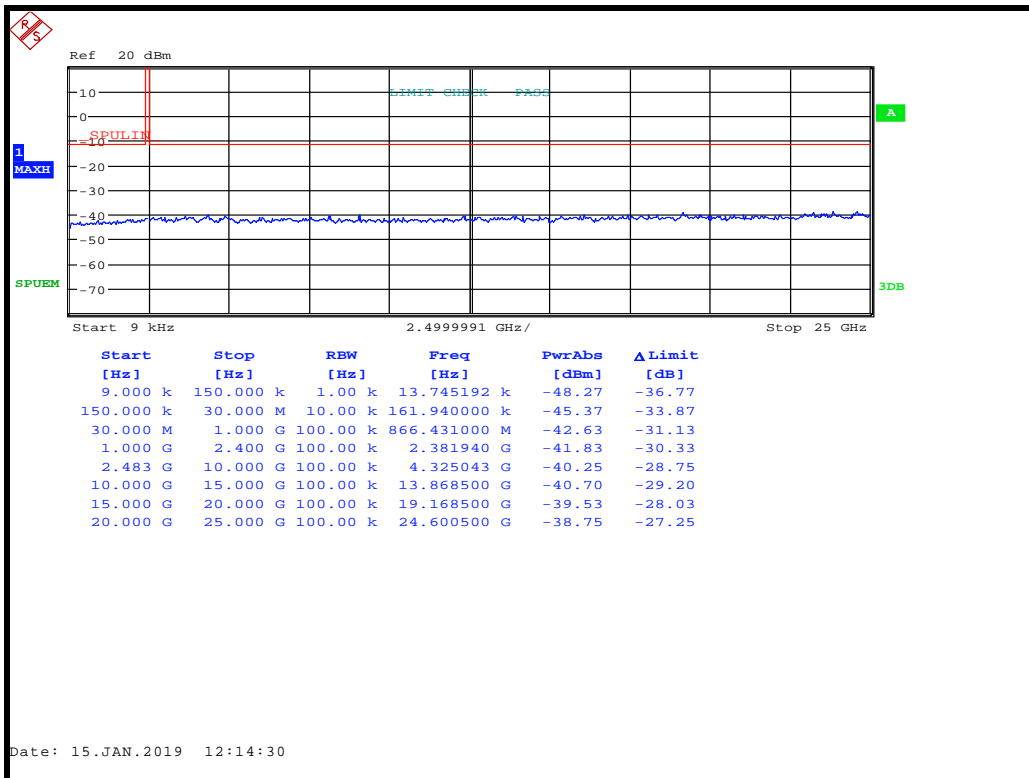 R
S
Ref 20 dBm
10
LIMIT CHECK PASS
0
A
SPULIN
-10
1
MAXH
-20
-30
-40
-50
-60
SPUEM
-70
3DB
Start 9 kHz 2.4999991 GHz/ Stop 25 GHz
Start Stop RBW Freq PwrAbs ΔLimit
[Hz] [Hz] [Hz] [Hz] [dBm] [dB]
9.000 k 150.000 k 1.00 k 13.745192 k -48.27 -36.77
150.000 k 30.000 M 10.00 k 161.940000 k -45.37 -33.87
30.000 M 1.000 G 100.00 k 866.431000 M -42.63 -31.13
1.000 G 2.400 G 100.00 k 2.381940 G -41.83 -30.33
2.483 G 10.000 G 100.00 k 4.325043 G -40.25 -28.75
10.000 G 15.000 G 100.00 k 13.868500 G -40.70 -29.20
15.000 G 20.000 G 100.00 k 19.168500 G -39.53 -28.03
20.000 G 25.000 G 100.00 k 24.600500 G -38.75 -27.25
Date: 15.JAN.2019 12:14:30